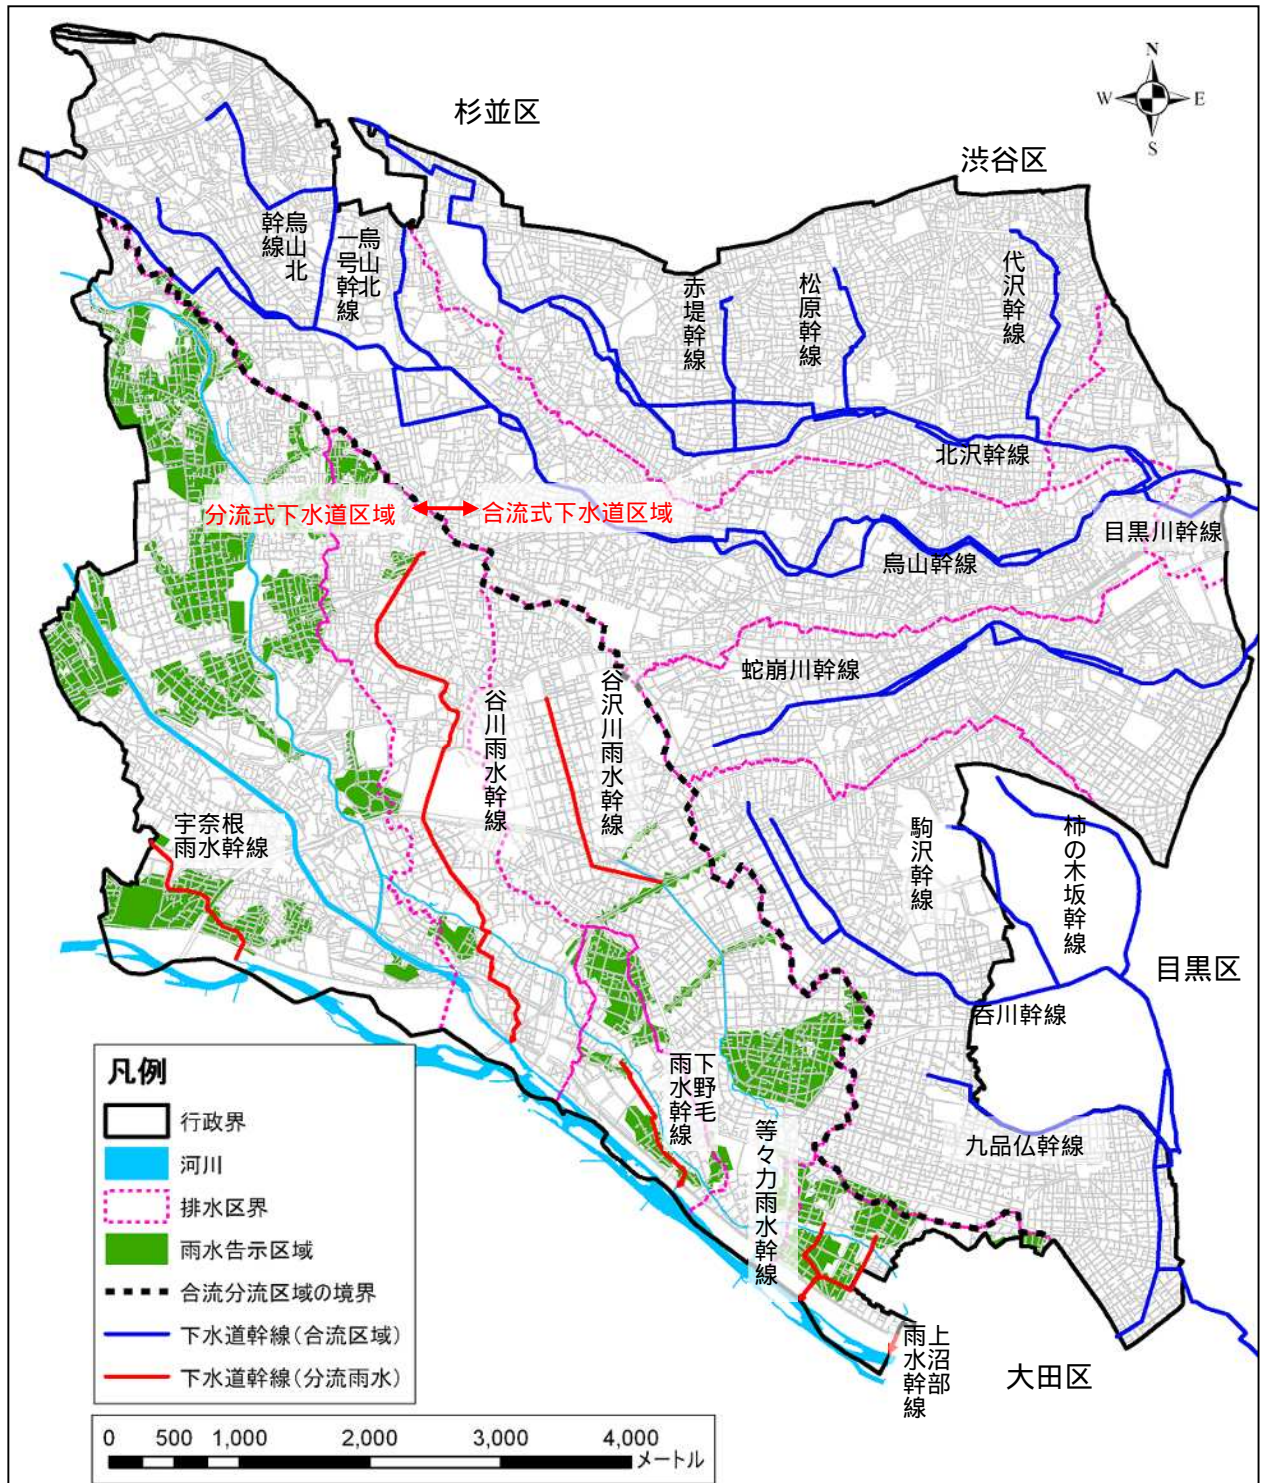 N
W
E
S
杉並区
渋谷区
烏山北
幹線
烏山北
一号幹線
赤堤幹線
松原幹線
代沢幹線
北沢幹線
分流式下水道区域
合流式下水道区域
目黒川幹線
烏山幹線
蛇崩川幹線
谷川雨水幹線
谷沢川雨水幹線
宇奈根
雨水幹線
駒沢幹線
柿の木坂幹線
目黒区
呑川幹線
下野毛
雨水幹線
等々力雨水幹線
九品仏幹線
上沼部
雨水幹線
大田区
凡例
行政界
河川
排水区界
雨水告示区域
合流分流区域の境界
下水道幹線(合流区域)
下水道幹線(分流雨水)
0 500 1,000 2,000 3,000 4,000
メートル